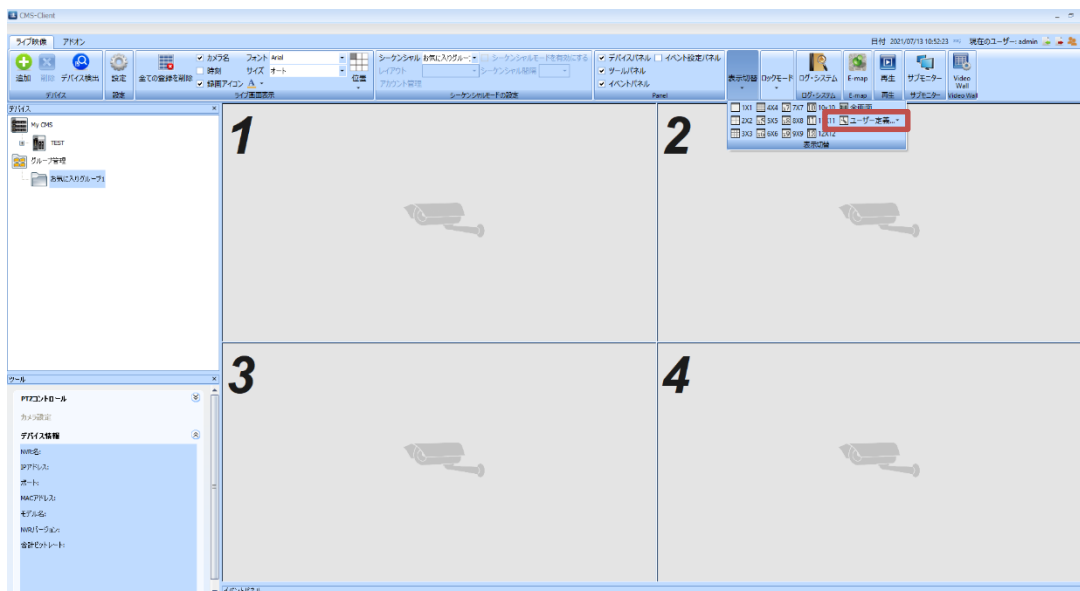 CMS-Client
ライブ映像 アドオン
日付 2021/07/13 10:52:23 現在のユーザー: admin
追加 削除 デバイス検出
デバイス
設定
設定
全ての登録を削除
カメラ名 フォント Arial
時刻 サイズ オート
録画アイコン A
位置
ライブ画面表示
シーケンシャル お気に入りグルー シーケンシャルモードを有効にする
レイアウト シーケンシャル間隔
アカウント管理
シーケンシャルモードの設定
デバイスパネル イベント設定パネル
ツールパネル
イベントパネル
Panel
表示切替 ロックモード ログ・システム E-map 再生 サブモニター Video Wall
ログ・システム E-map 再生 サブモニター Video Wall
1X1 4X4 7X7 10x10 全画面
2X2 5X5 8X8 ユーザー定義...
3X3 6X6 9X9 12X12
表示切替
デバイス
My CMS
TEST
グループ管理
お気に入りグループ1
1
2
3
4
ツール
PTZコントロール
カメラ設定
デバイス情報
NVR名:
IPアドレス:
ポート:
MACアドレス:
モデル名:
NVRバージョン:
合計ビットレート:
イベントパネル